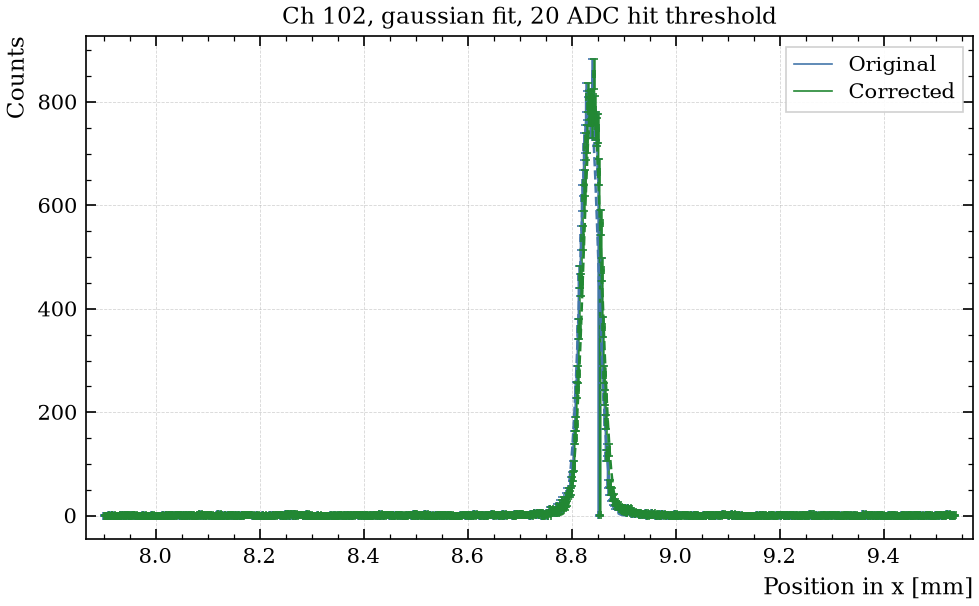 Ch 102, gaussian fit, 20 ADC hit threshold
Counts
Original
Corrected
800
600
400
200
0
8.0 8.2 8.4 8.6 8.8 9.0 9.2 9.4
Position in x [mm]